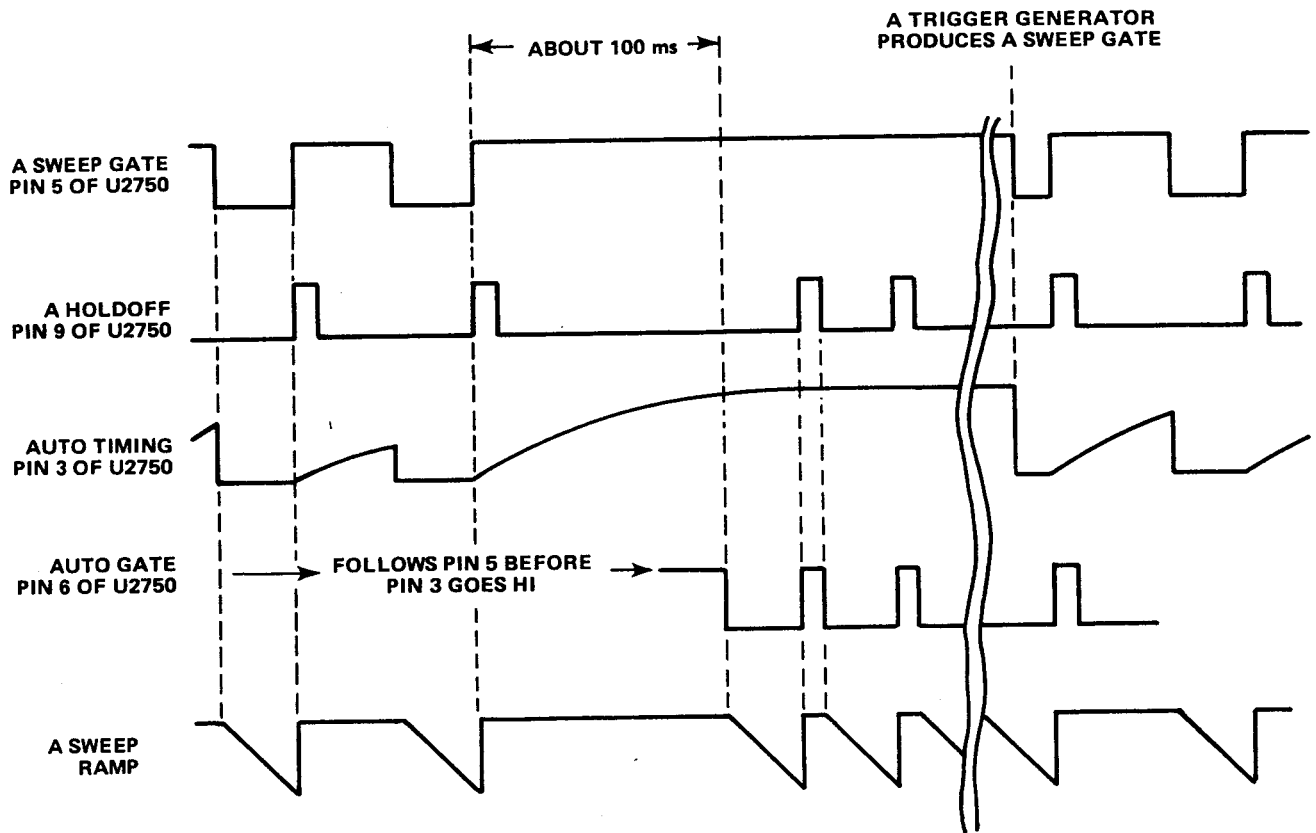 A TRIGGER GENERATOR
PRODUCES A SWEEP GATE
ABOUT 100 ms
A SWEEP GATE
PIN 5 OF U2750
A HOLDOFF
PIN 9 OF U2750
AUTO TIMING
PIN 3 OF U2750
AUTO GATE
PIN 6 OF U2750
FOLLOWS PIN 5 BEFORE
PIN 3 GOES HI
A SWEEP
RAMP